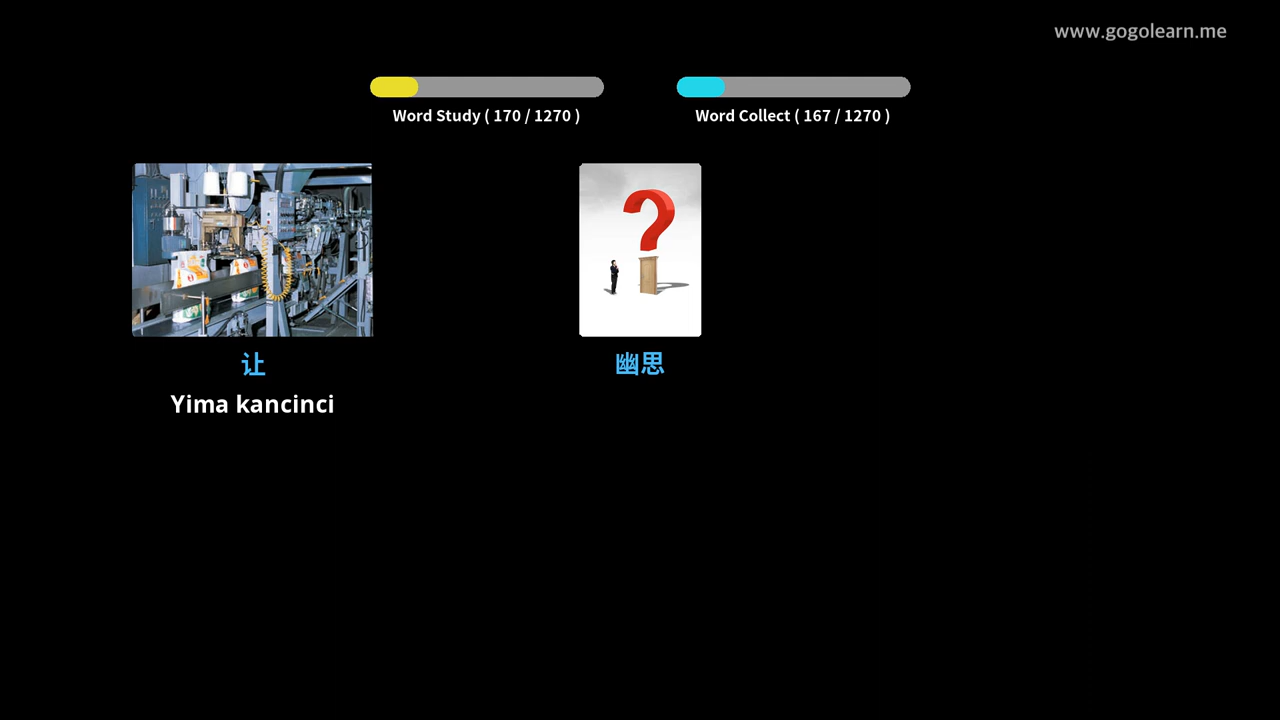 www.gogolearn.me
Word Study ( 170 / 1270 )
Word Collect ( 167 / 1270 )
让
幽思
Yima kancinci